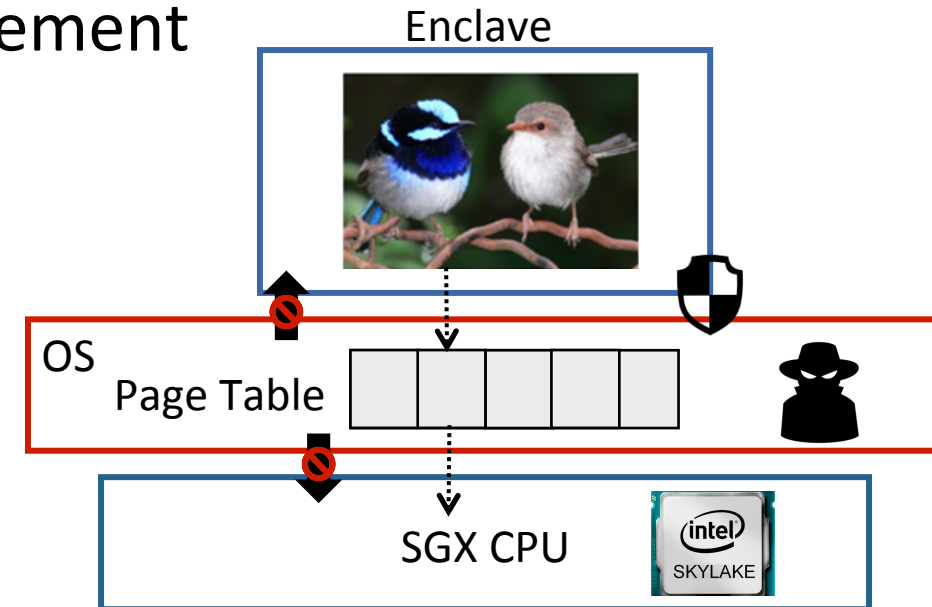 ement
Enclave
OS
Page Table
SGX CPU
intel
SKYLAKE